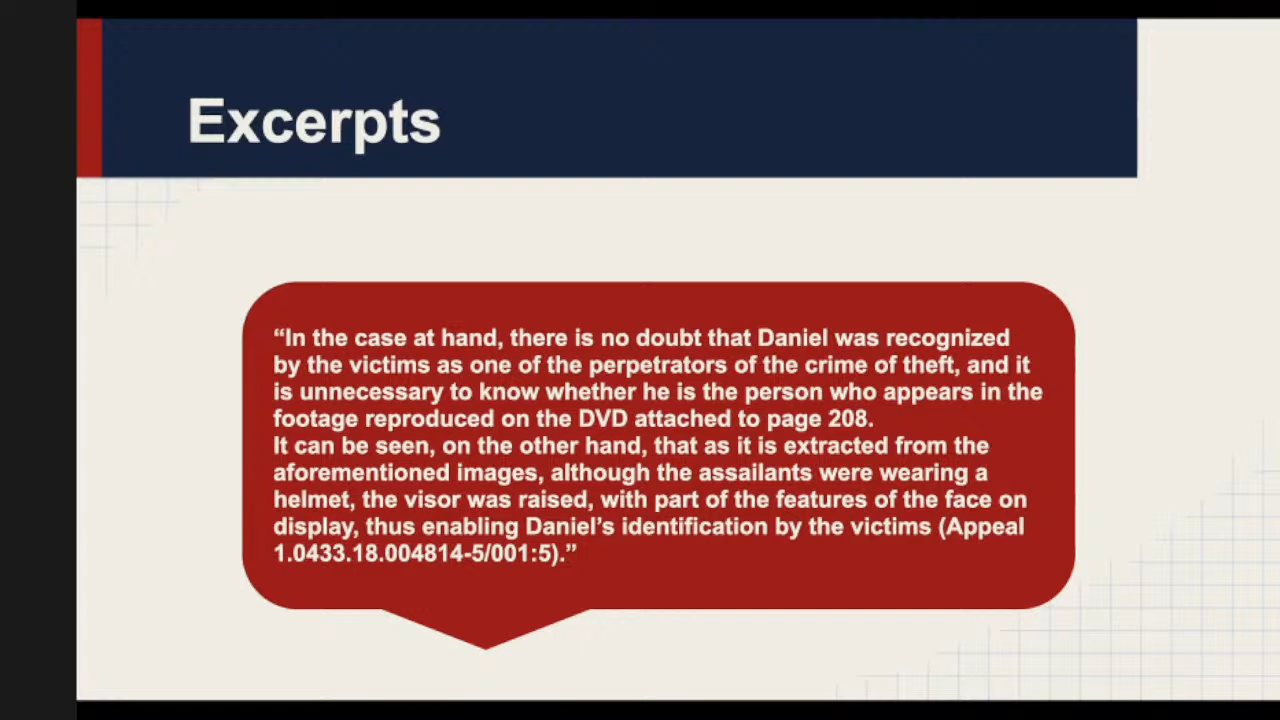 Excerpts
“In the case at hand, there is no doubt that Daniel was recognized
by the victims as one of the perpetrators of the crime of theft, and it
is unnecessary to know whether he is the person who appears in the
footage reproduced on the DVD attached to page 208.
It can be seen, on the other hand, that as it is extracted from the
aforementioned images, although the assailants were wearing a
helmet, the visor was raised, with part of the features of the face on
display, thus enabling Daniel’s identification by the victims (Appeal
1.0433.18.004814-5/001:5).”